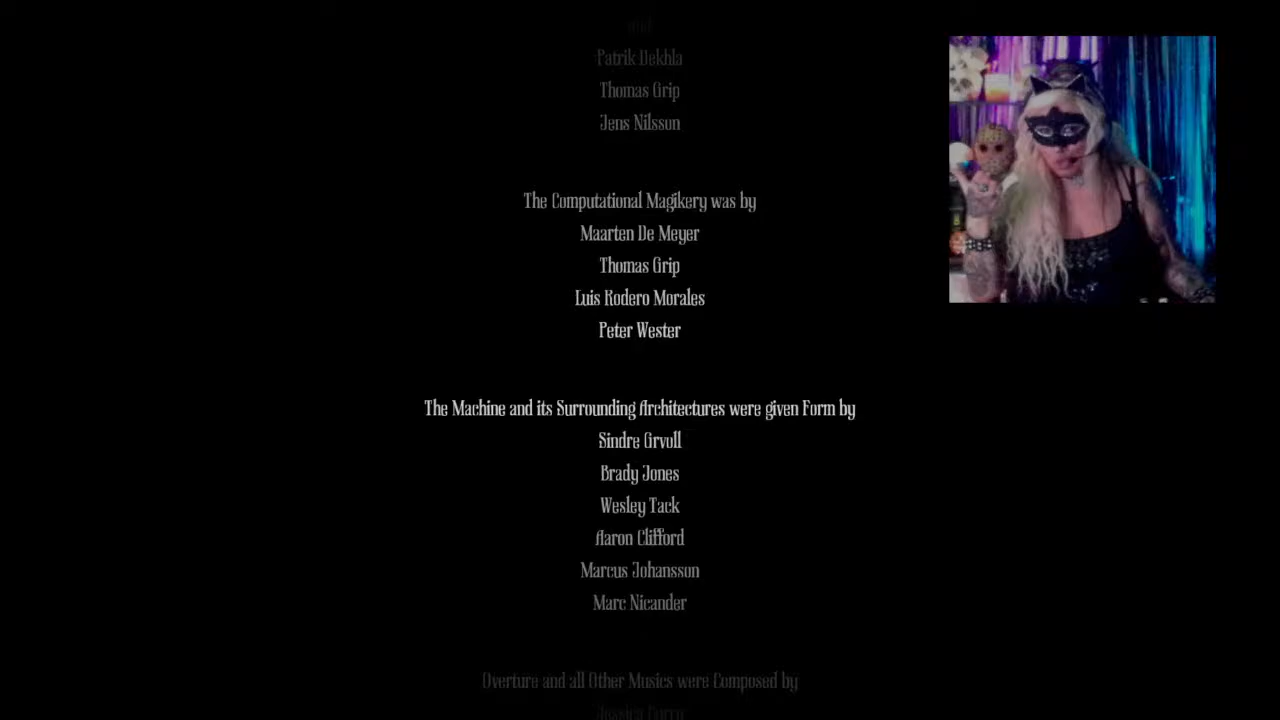 and
Patrik Dekhla
Thomas Grip
Jens Nilsson
The Computational Magikery was by
Maarten De Meyer
Thomas Grip
Luis Rodero Morales
Peter Wester
The Machine and its Surrounding Architectures were given Form by
Sindre Grvoll
Brady Jones
Wesley Tack
Aaron Clifford
Marcus Johansson
Marc Nicander
Overture and all Other Musics were Composed by
Jessica